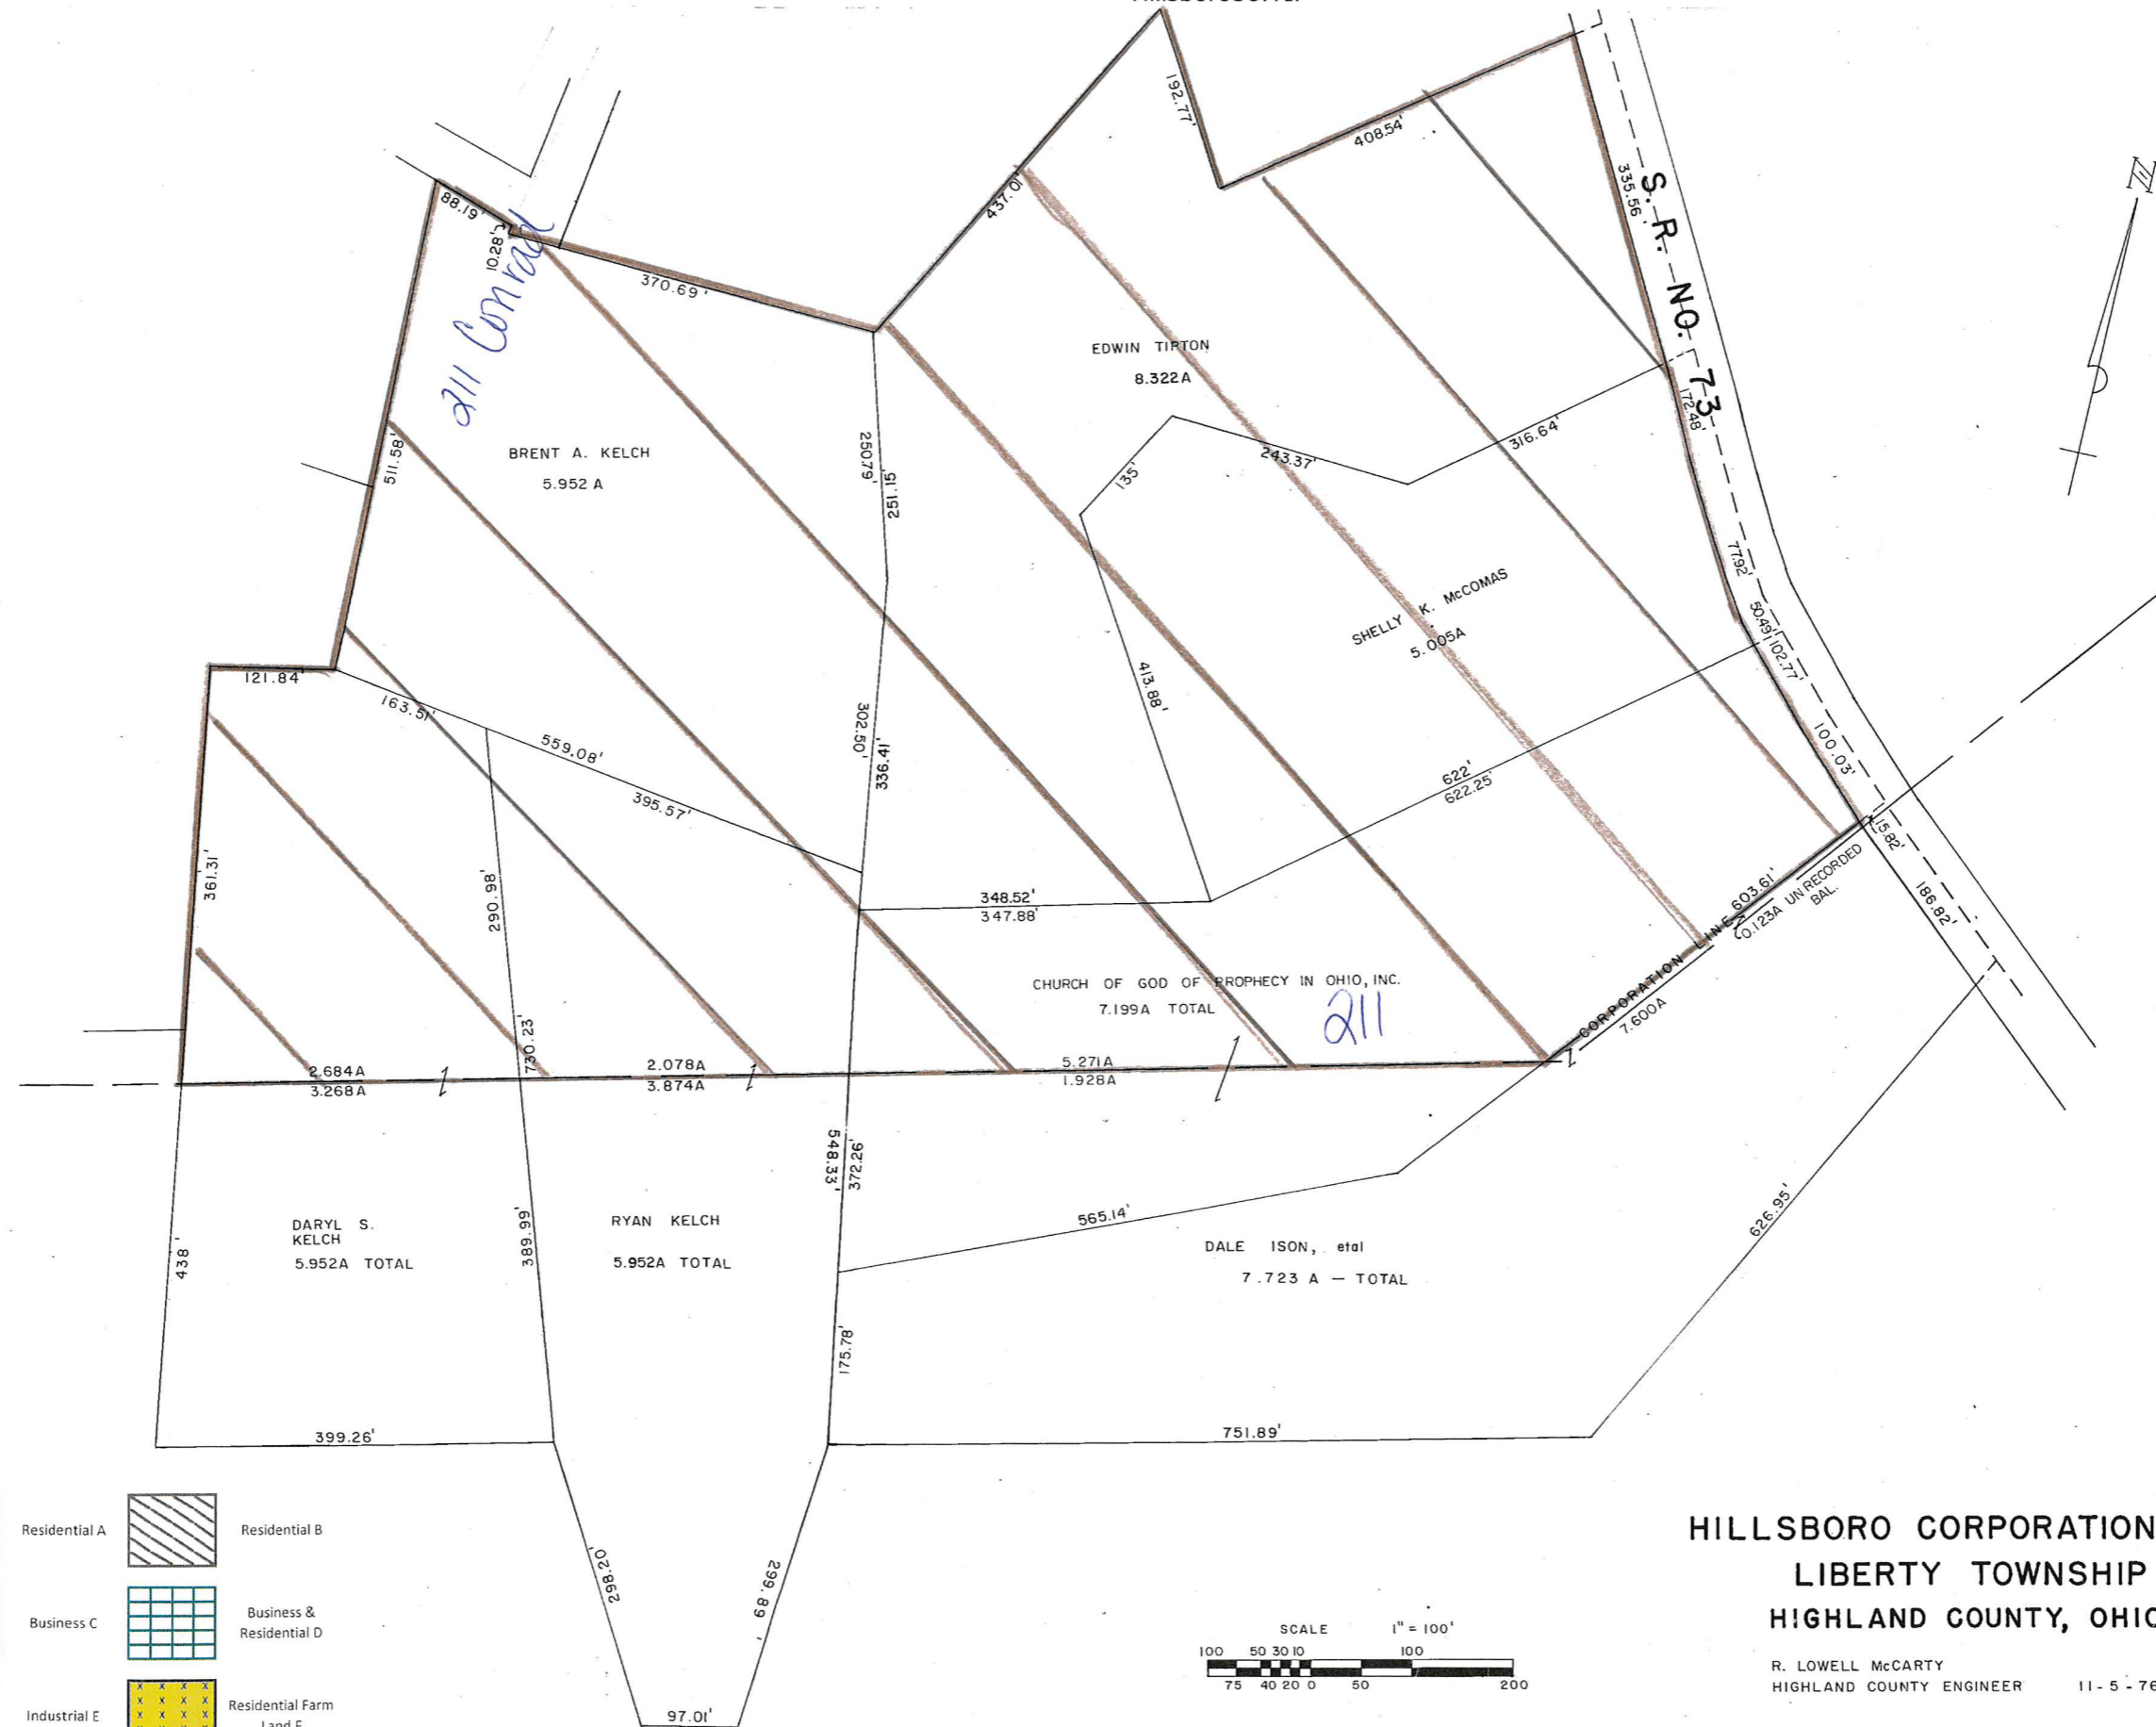 192.77'
408.54'
335.56'
S. R. NO. 73
88.19'
10.28'
211 Conrad
370.69'
437.01'
EDWIN TIPTON
8.322A
172.48'
511.58'
BRENT A. KELCH
5.952 A
250.79'
251.15'
135'
243.37'
316.64'
77.92'
50.49'
102.77'
SHELLY K. McCOMAS
5.005A
413.88'
121.84'
163.51'
559.08'
395.57'
302.50'
336.41'
622'
622.25'
100.03'
15.82'
186.82'
361.31'
290.98'
348.52'
347.88'
CORPORATION LINE 603.61'
0.123A UNRECORDED
BAL.
7.600A
CHURCH OF GOD OF PROPHECY IN OHIO, INC.
7.199A TOTAL
211
730.23'
2.684A
3.268A
2.078A
3.874A
5.271A
1.928A
548.33'
372.26'
565.14'
626.95'
438'
DARYL S.
KELCH
5.952A TOTAL
389.99'
RYAN KELCH
5.952A TOTAL
DALE ISON, etal
7.723 A — TOTAL
175.78'
399.26'
751.89'
298.20'
299.89'
97.01'
Residential A
Residential B
Business C
Business &
Residential D
Industrial E
Residential Farm
SCALE 1" = 100'
100 50 30 10 100
75 40 20 0 50 200
HILLSBORO CORPORATION
LIBERTY TOWNSHIP
HIGHLAND COUNTY, OHIO
R. LOWELL McCARTY
HIGHLAND COUNTY ENGINEER 11-5-76